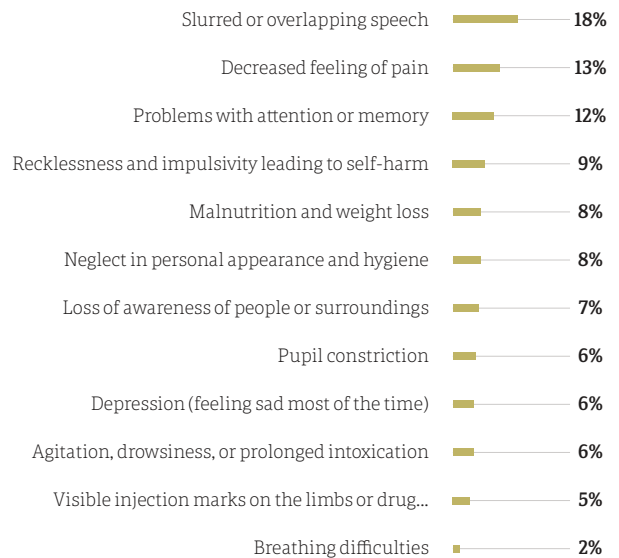 Slurred or overlapping speech 18%
Decreased feeling of pain 13%
Problems with attention or memory 12%
Recklessness and impulsivity leading to self-harm 9%
Malnutrition and weight loss 8%
Neglect in personal appearance and hygiene 8%
Loss of awareness of people or surroundings 7%
Pupil constriction 6%
Depression (feeling sad most of the time) 6%
Agitation, drowsiness, or prolonged intoxication 6%
Visible injection marks on the limbs or drug... 5%
Breathing difficulties 2%